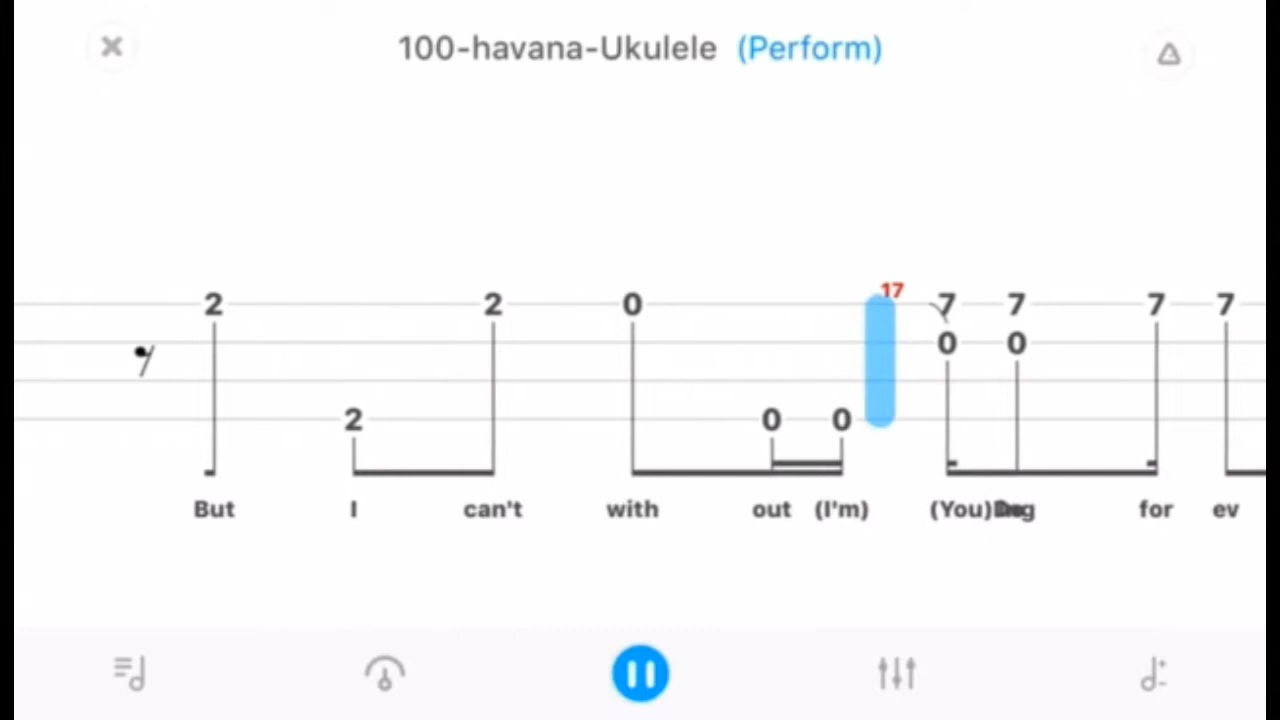 100-havana-Ukulele (Perform)
17
2 2 0 7 7 7 7
0 0
2 0 0
But I can't with out (I'm) (You) for ev